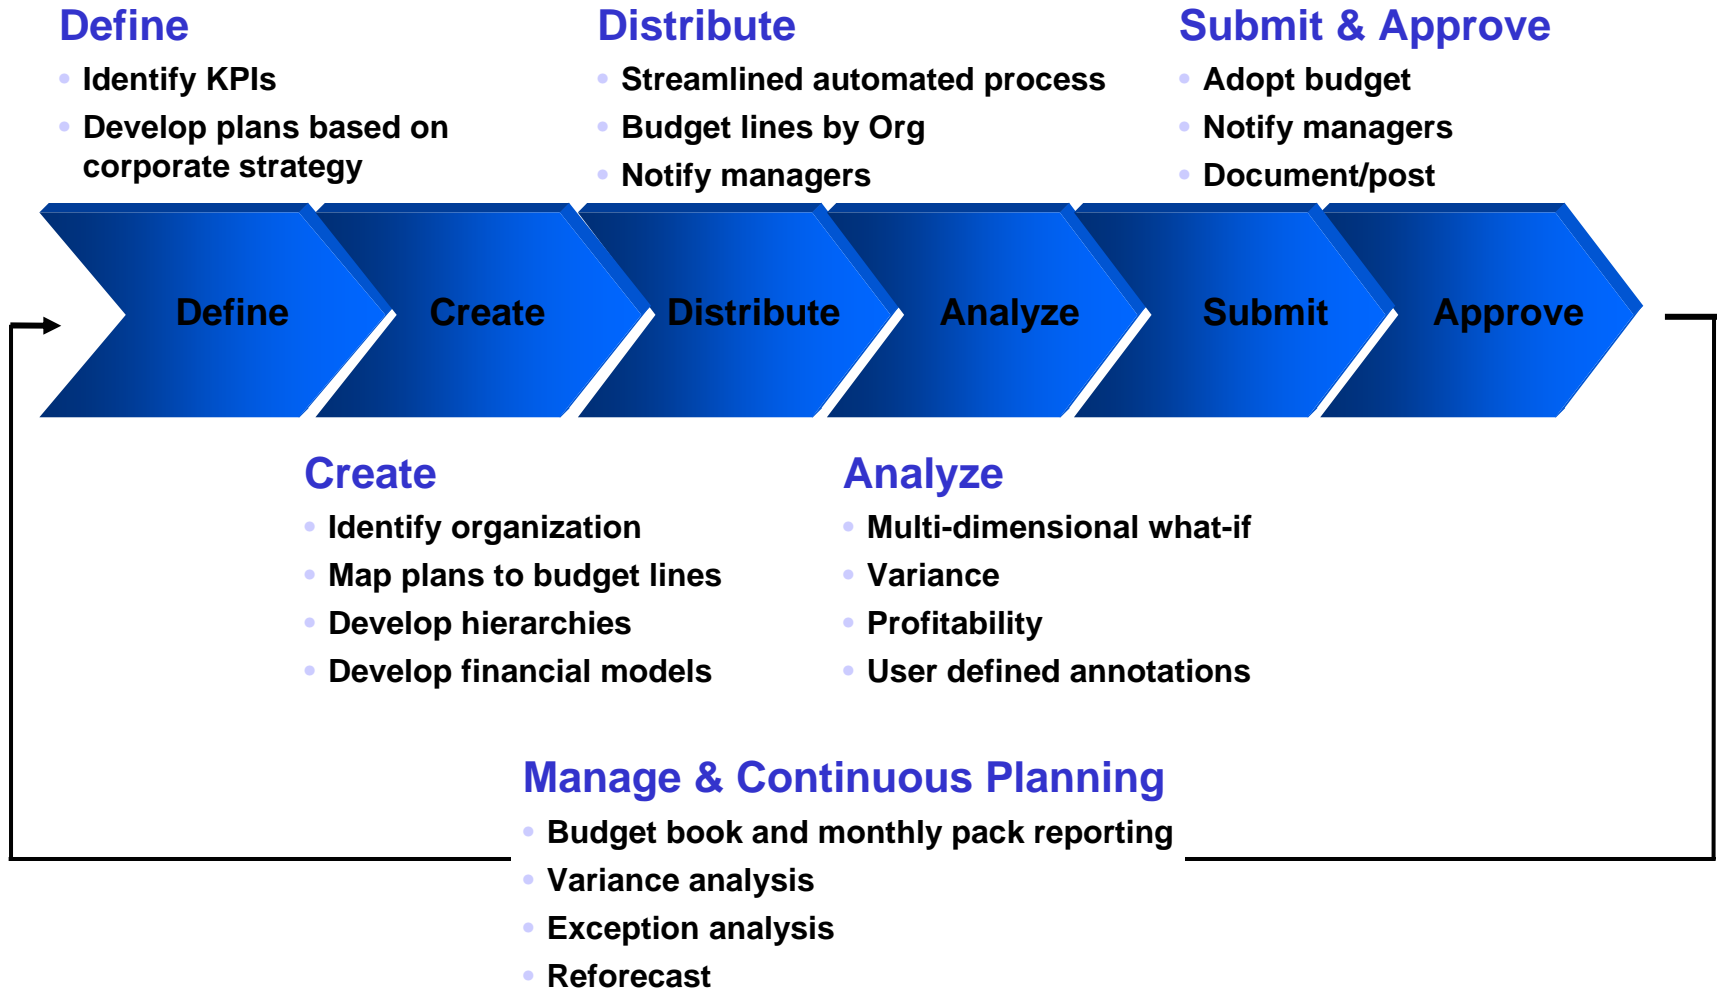 Define
• Identify KPIs
• Develop plans based on
corporate strategy
Distribute
• Streamlined automated process
• Budget lines by Org
• Notify managers
Submit & Approve
• Adopt budget
• Notify managers
• Document/post
Define
Create
Distribute
Analyze
Submit
Approve
Create
• Identify organization
• Map plans to budget lines
• Develop hierarchies
• Develop financial models
Analyze
• Multi-dimensional what-if
• Variance
• Profitability
• User defined annotations
Manage & Continuous Planning
• Budget book and monthly pack reporting
• Variance analysis
• Exception analysis
• Reforecast